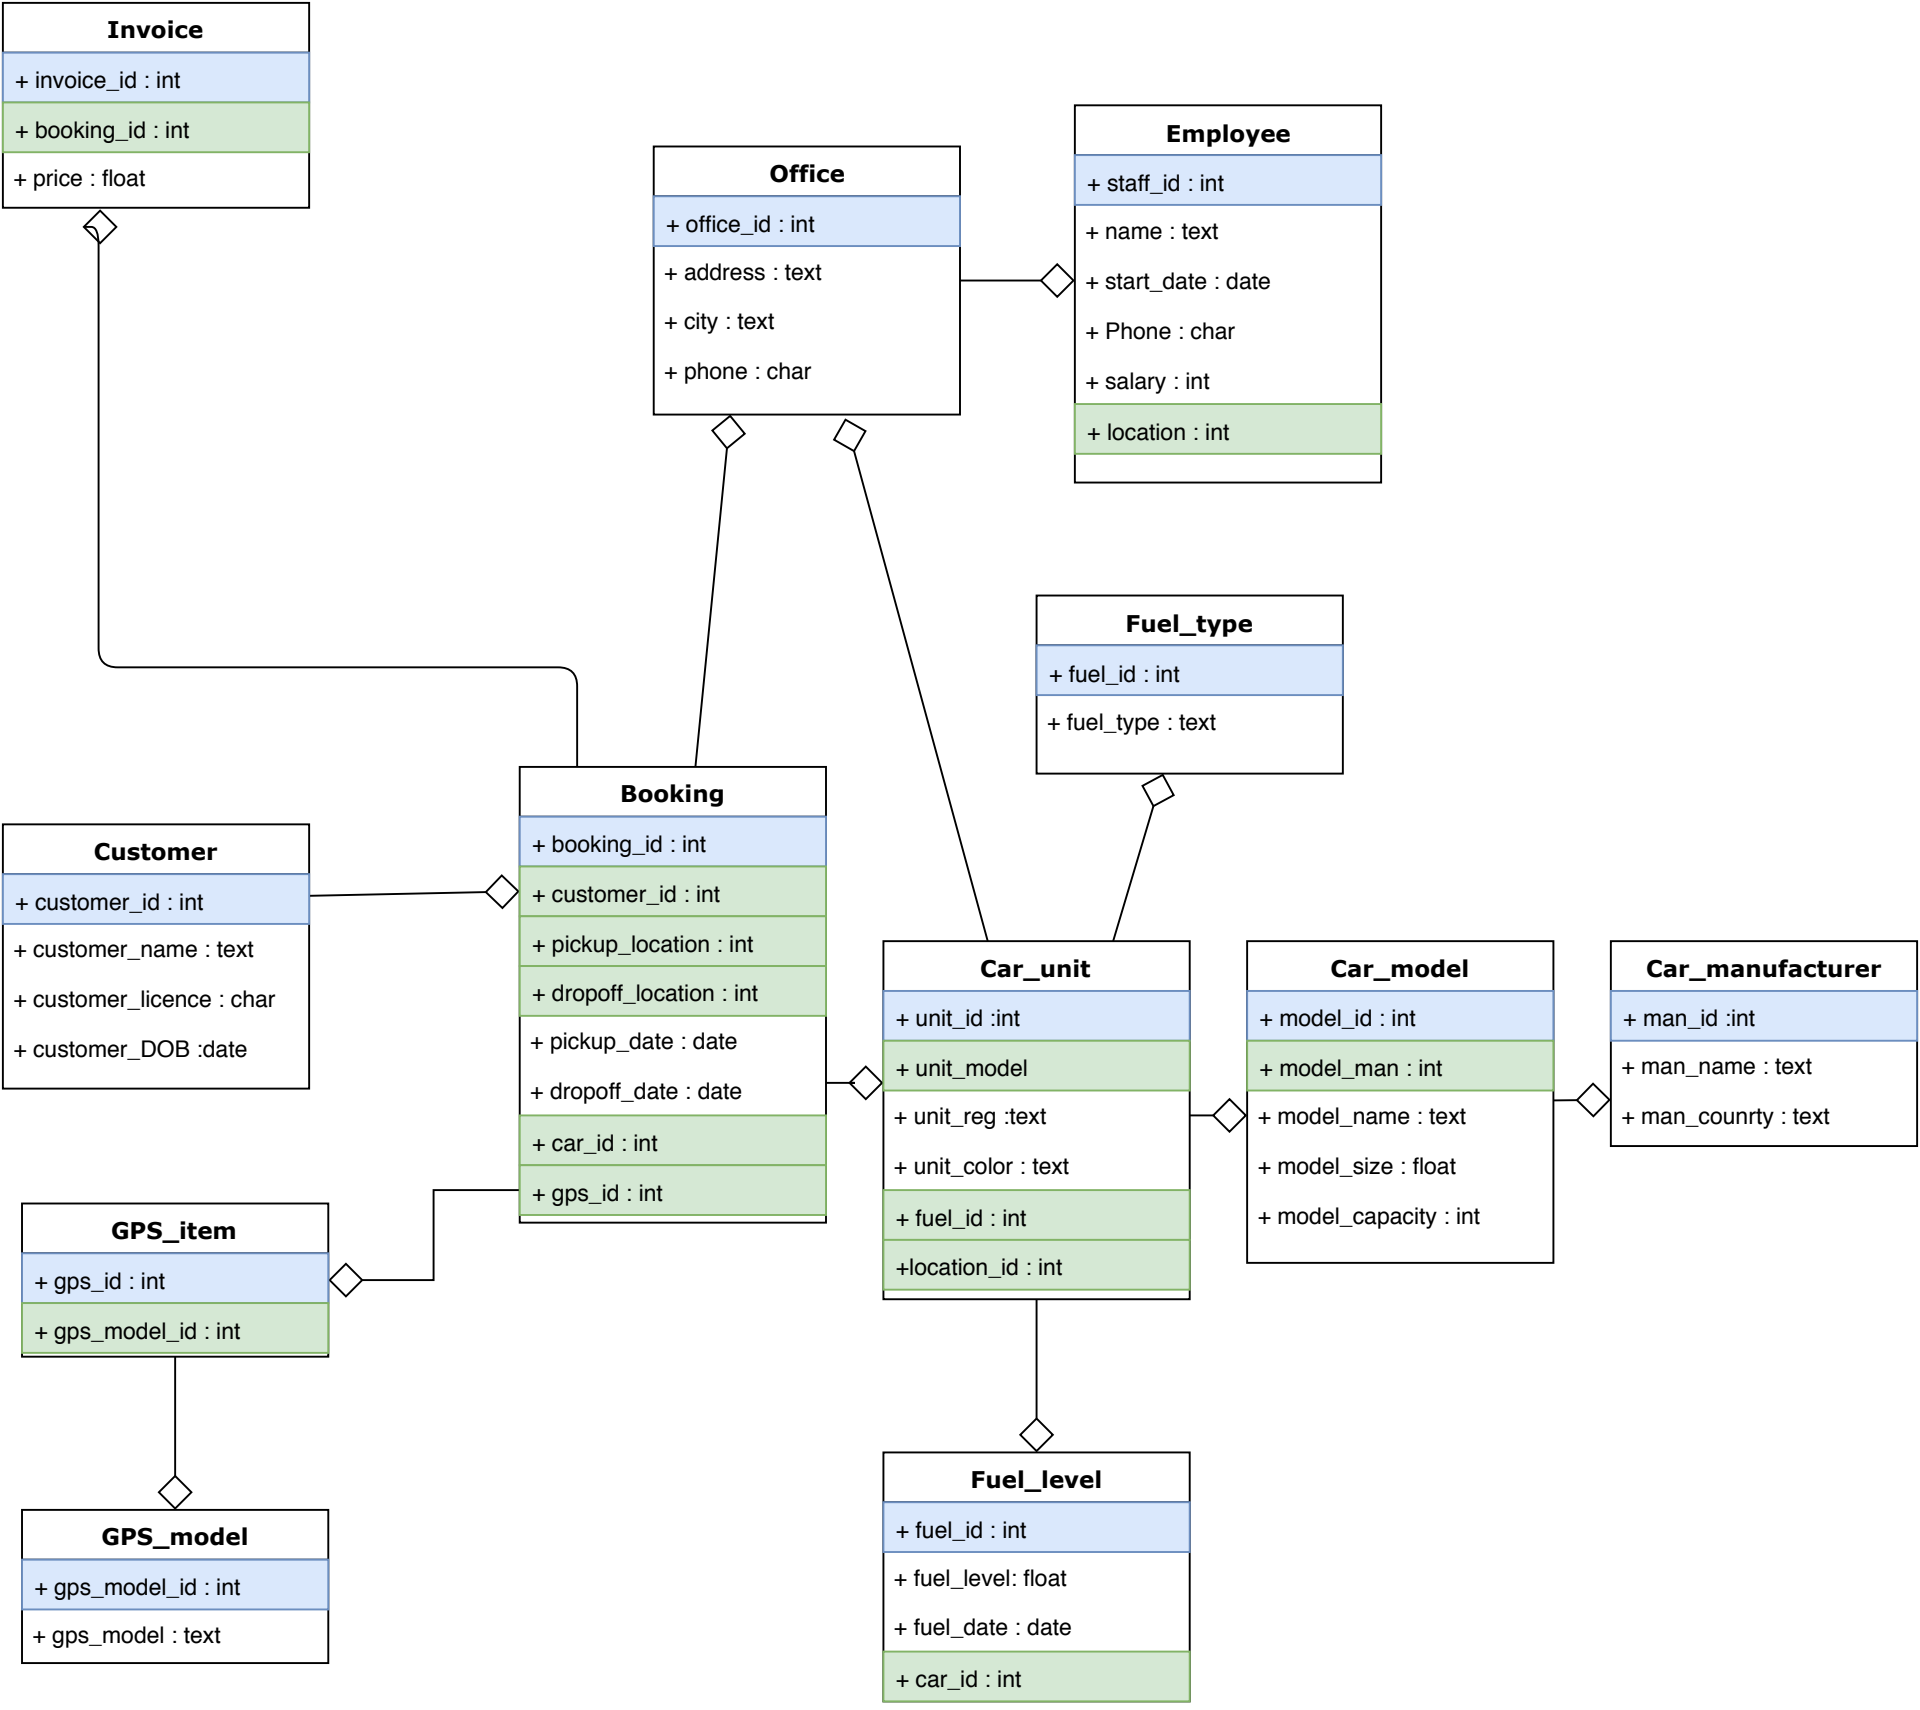 Invoice
+ invoice_id : int
+ booking_id : int
+ price : float
Office
+ office_id : int
+ address : text
+ city : text
+ phone : char
Employee
+ staff_id : int
+ name : text
+ start_date : date
+ Phone : char
+ salary : int
+ location : int
Fuel_type
+ fuel_id : int
+ fuel_type : text
Customer
+ customer_id : int
+ customer_name : text
+ customer_licence : char
+ customer_DOB :date
Booking
+ booking_id : int
+ customer_id : int
+ pickup_location : int
+ dropoff_location : int
+ pickup_date : date
+ dropoff_date : date
+ car_id : int
+ gps_id : int
Car_unit
+ unit_id :int
+ unit_model
+ unit_reg :text
+ unit_color : text
+ fuel_id : int
+location_id : int
Car_model
+ model_id : int
+ model_man : int
+ model_name : text
+ model_size : float
+ model_capacity : int
Car_manufacturer
+ man_id :int
+ man_name : text
+ man_counrty : text
GPS_item
+ gps_id : int
+ gps_model_id : int
GPS_model
+ gps_model_id : int
+ gps_model : text
Fuel_level
+ fuel_id : int
+ fuel_level: float
+ fuel_date : date
+ car_id : int